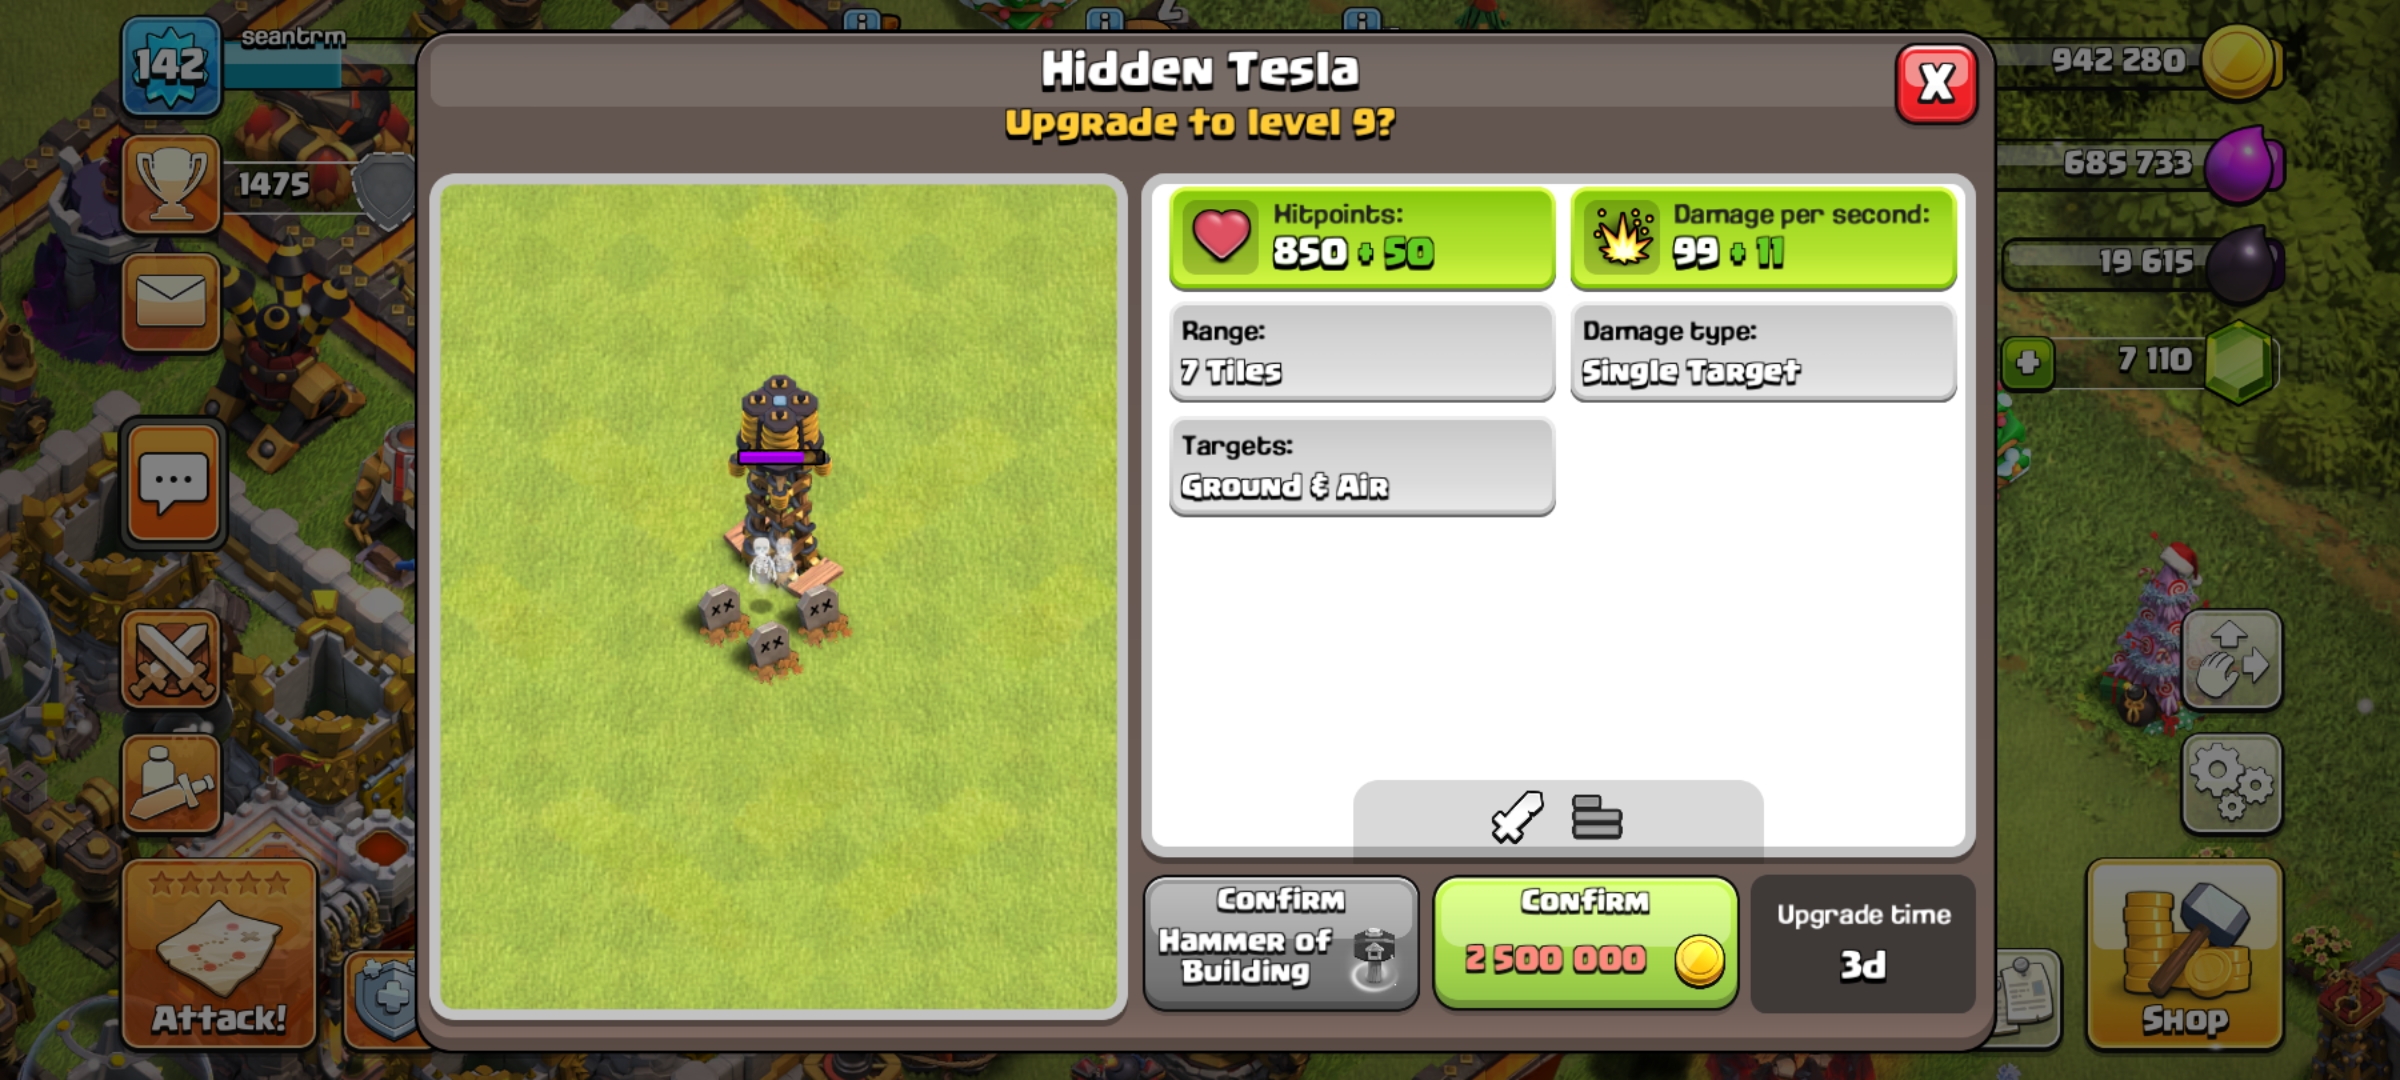 142
seantrm
1475
Hidden Tesla
Upgrade to level 9?
X
942 280
685 733
19 615
7 110
Hitpoints:
850 + 50
Damage per second:
99 + 11
Range:
7 Tiles
Damage type:
Single Target
Targets:
Ground & Air
Confirm
Hammer of
Building
Confirm
2 500 000
Upgrade time
3d
Attack!
Shop